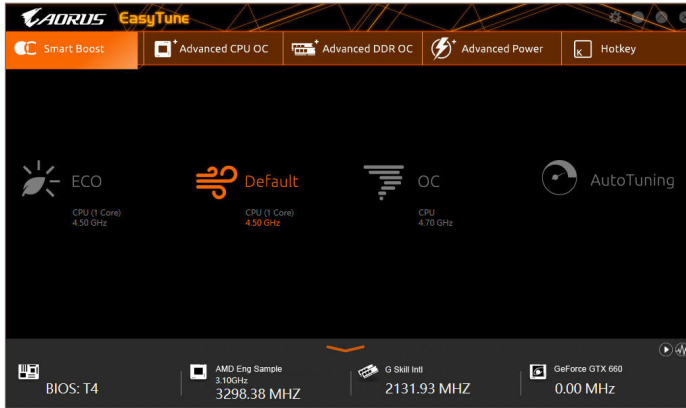 AORUS EasyTune
Smart Boost
Advanced CPU OC
Advanced DDR OC
Advanced Power
K
Hotkey
ECO
CPU (1 Core)
4.50 GHz
Default
CPU (1 Core)
4.50 GHz
OC
CPU
4.70 GHz
AutoTuning
BIOS: T4
AMD Eng Sample
3.10GHz
3298.38 MHZ
G Skill Intl
2131.93 MHZ
GeForce GTX 660
0.00 MHz